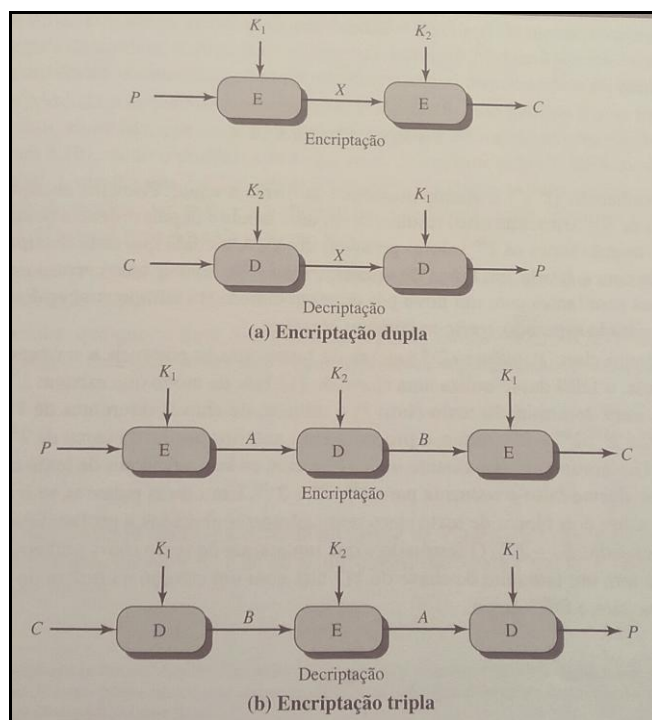 K₁ K₂
P E X E C
Encriptação
K₂ K₁
C D X D P
Decriptação
(a) Encriptação dupla
K₁ K₂ K₁
P E A D B E C
Encriptação
K₁ K₂ K₁
C D B E A D P
Decriptação
(b) Encriptação tripla